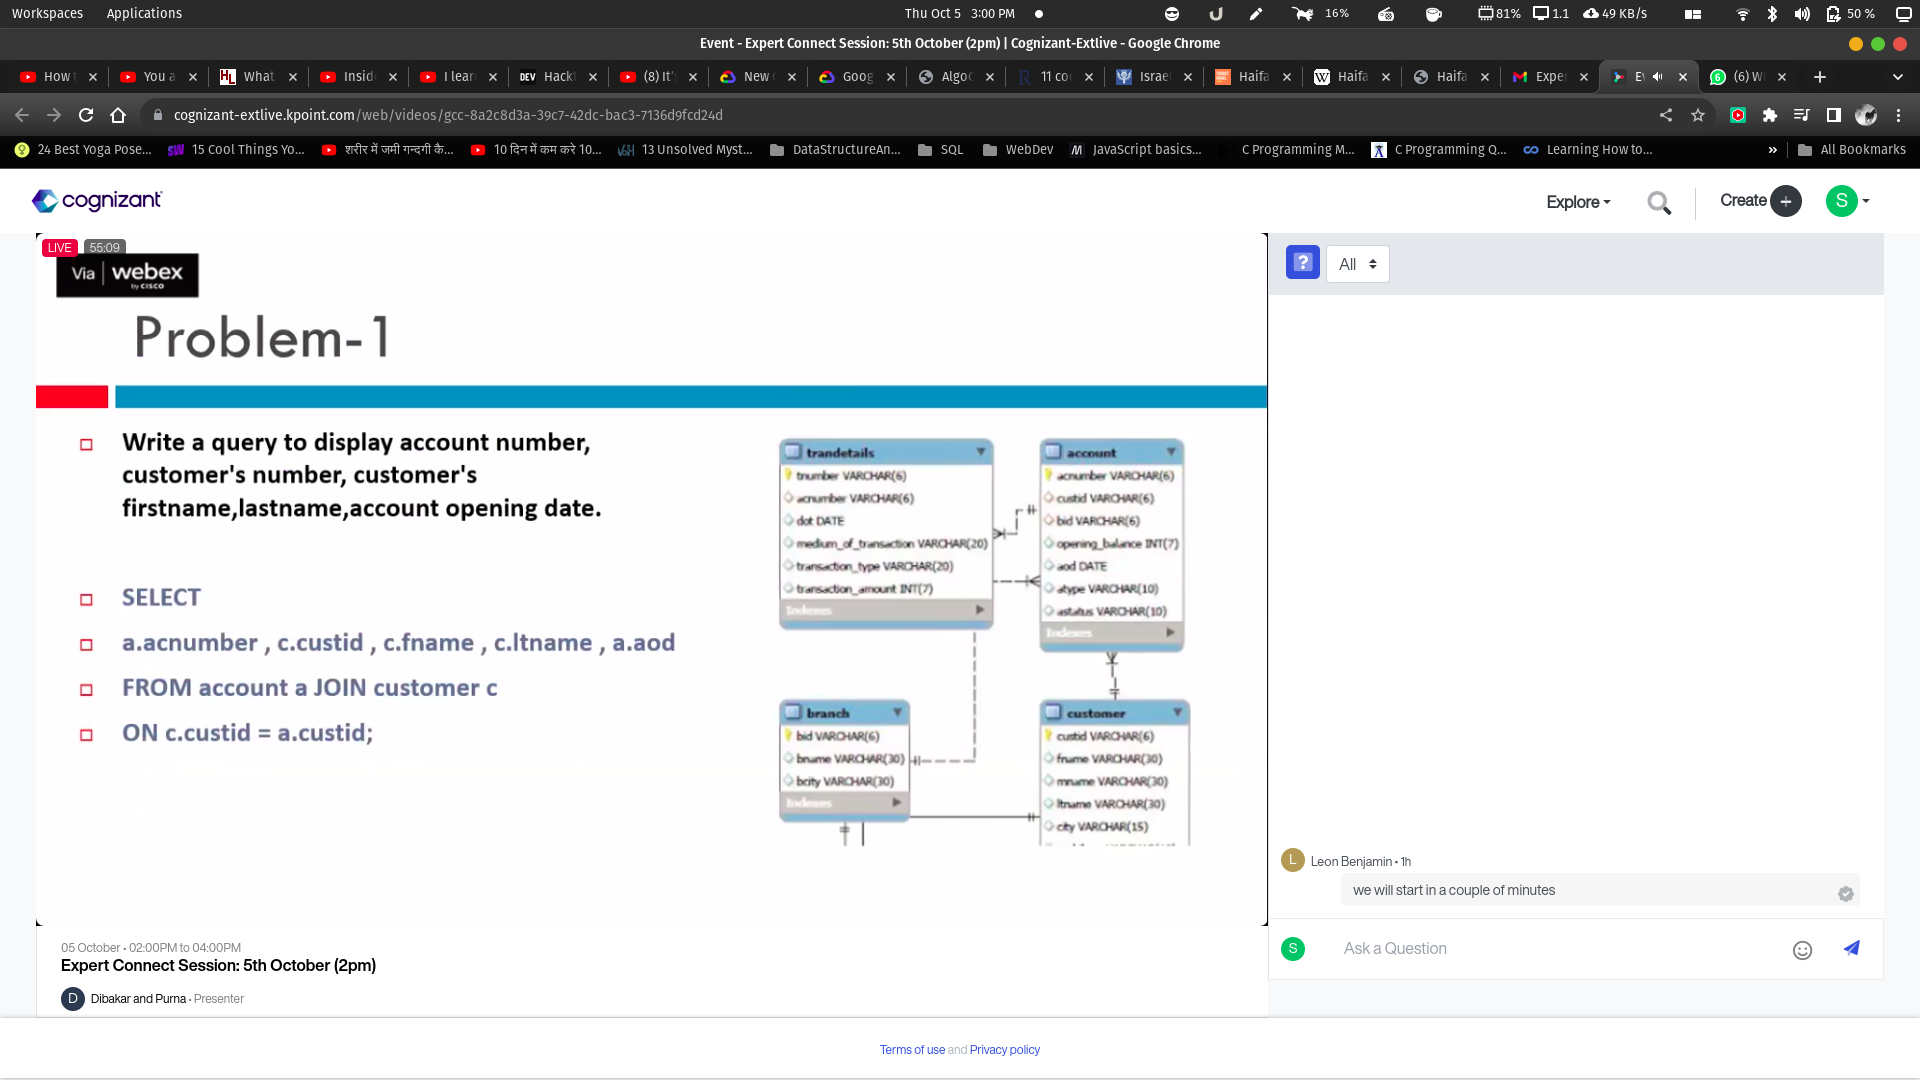 Workspaces Applications Thu Oct 5 3:00 PM 16% 81% 1.1 49 KB/s 50 %
Event - Expert Connect Session: 5th October (2pm) | Cognizant-Extlive - Google Chrome
How t You a What Insid I lear DEV Hackt (8) It' New c Goog AlgoC 11 co Israe Haifa Haifa Haifa Exper Ev (6) W
cognizant-extlive.kpoint.com/web/videos/gcc-8a2c8d3a-39c7-42dc-bac3-7136d9fcd24d
24 Best Yoga Pose... 15 Cool Things Yo... शरीर में जमी गन्दगी कै... 10 दिन में कम करे 10... 13 Unsolved Myst... DataStructureAn... SQL WebDev JavaScript basics... C Programming M... C Programming Q... Learning How to... » All Bookmarks
cognizant Explore Create S
LIVE 55:09
Via webex
by CISCO
Problem-1
Write a query to display account number,
customer's number, customer's
firstname,lastname,account opening date.
SELECT
a.acnumber , c.custid , c.fname , c.ltname , a.aod
FROM account a JOIN customer c
ON c.custid = a.custid;
trandetails
tnumber VARCHAR(6)
acnumber VARCHAR(6)
dot DATE
medium_of_transaction VARCHAR(20)
transaction_type VARCHAR(20)
transaction_amount INT(7)
Indexes
account
acnumber VARCHAR(6)
custid VARCHAR(6)
bid VARCHAR(6)
opening_balance INT(7)
aod DATE
atype VARCHAR(10)
astatus VARCHAR(10)
Indexes
branch
bid VARCHAR(6)
bname VARCHAR(30)
bcity VARCHAR(30)
Indexes
customer
custid VARCHAR(6)
fname VARCHAR(30)
mname VARCHAR(30)
ltname VARCHAR(30)
city VARCHAR(15)
? All
L Leon Benjamin • 1h
we will start in a couple of minutes
S Ask a Question
05 October • 02:00PM to 04:00PM
Expert Connect Session: 5th October (2pm)
D Dibakar and Purna • Presenter
Terms of use and Privacy policy